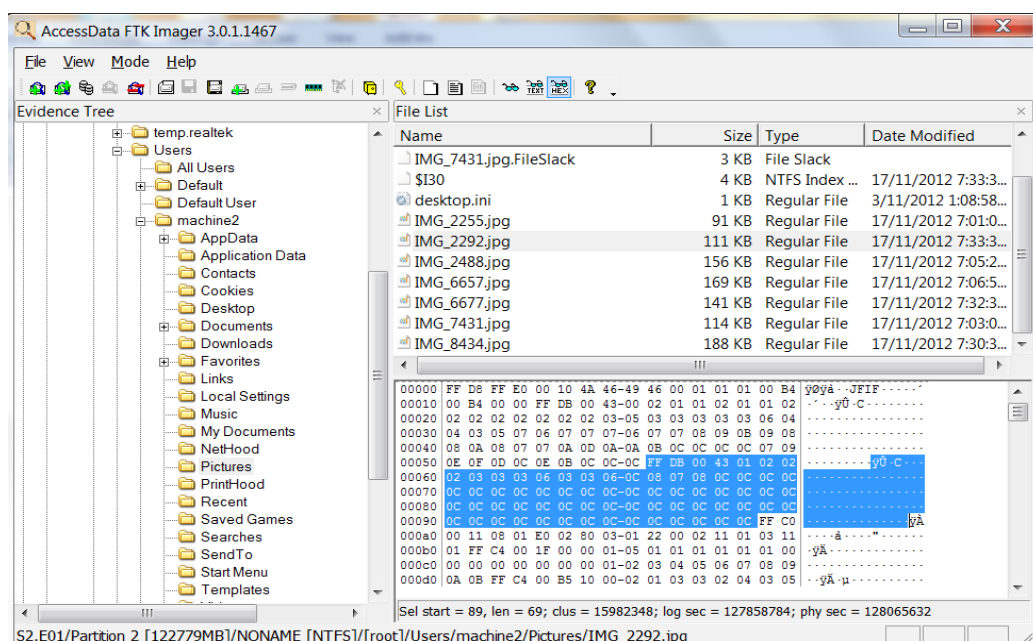 AccessData FTK Imager 3.0.1.1467
File View Mode Help
Evidence Tree
temp.realtek
Users
All Users
Default
Default User
machine2
AppData
Application Data
Contacts
Cookies
Desktop
Documents
Downloads
Favorites
Links
Local Settings
Music
My Documents
NetHood
Pictures
PrintHood
Recent
Saved Games
Searches
SendTo
Start Menu
Templates
File List
Name Size Type Date Modified
IMG_7431.jpg.FileSlack 3 KB File Slack
$I30 4 KB NTFS Index ... 17/11/2012 7:33:3...
desktop.ini 1 KB Regular File 3/11/2012 1:08:58...
IMG_2255.jpg 91 KB Regular File 17/11/2012 7:01:0...
IMG_2292.jpg 111 KB Regular File 17/11/2012 7:33:3...
IMG_2488.jpg 156 KB Regular File 17/11/2012 7:05:2...
IMG_6657.jpg 169 KB Regular File 17/11/2012 7:06:5...
IMG_6677.jpg 141 KB Regular File 17/11/2012 7:32:3...
IMG_7431.jpg 114 KB Regular File 17/11/2012 7:03:0...
IMG_8434.jpg 188 KB Regular File 17/11/2012 7:30:3...
00000 FF D8 FF E0 00 10 4A 46-49 46 00 01 01 01 00 B4 ÿØÿà··JFIF······´
00010 00 B4 00 00 FF DB 00 43-00 02 01 01 02 01 01 02 ·´··ÿÛ·C········
00020 02 02 02 02 02 02 02 03-05 03 03 03 03 03 06 04 ················
00030 04 03 05 07 06 07 07 07-06 07 07 08 09 0B 09 08 ················
00040 08 0A 08 07 07 0A 0D 0A-0A 0B 0C 0C 0C 0C 07 09 ················
00050 0E 0F 0D 0C 0E 0B 0C 0C-0C FF DB 00 43 01 02 02 ·········ÿÛ·C···
00060 02 03 03 03 06 03 03 06-0C 08 07 08 0C 0C 0C 0C ················
00070 0C 0C 0C 0C 0C 0C 0C 0C-0C 0C 0C 0C 0C 0C 0C 0C ················
00080 0C 0C 0C 0C 0C 0C 0C 0C-0C 0C 0C 0C 0C 0C 0C 0C ················
00090 0C 0C 0C 0C 0C 0C 0C 0C-0C 0C 0C 0C 0C 0C FF C0 ··············ÿÀ
000a0 00 11 08 01 E0 02 80 03-01 22 00 02 11 01 03 11 ····à····"······
000b0 01 FF C4 00 1F 00 00 01-05 01 01 01 01 01 01 00 ·ÿÄ·············
000c0 00 00 00 00 00 00 00 01-02 03 04 05 06 07 08 09 ················
000d0 0A 0B FF C4 00 B5 10 00-02 01 03 03 02 04 03 05 ··ÿÄ·µ··········
Sel start = 89, len = 69; clus = 15982348; log sec = 127858784; phy sec = 128065632
S2.E01/Partition 2 [122779MB]/NONAME [NTFS]/[root]/Users/machine2/Pictures/IMG_2292.jpg